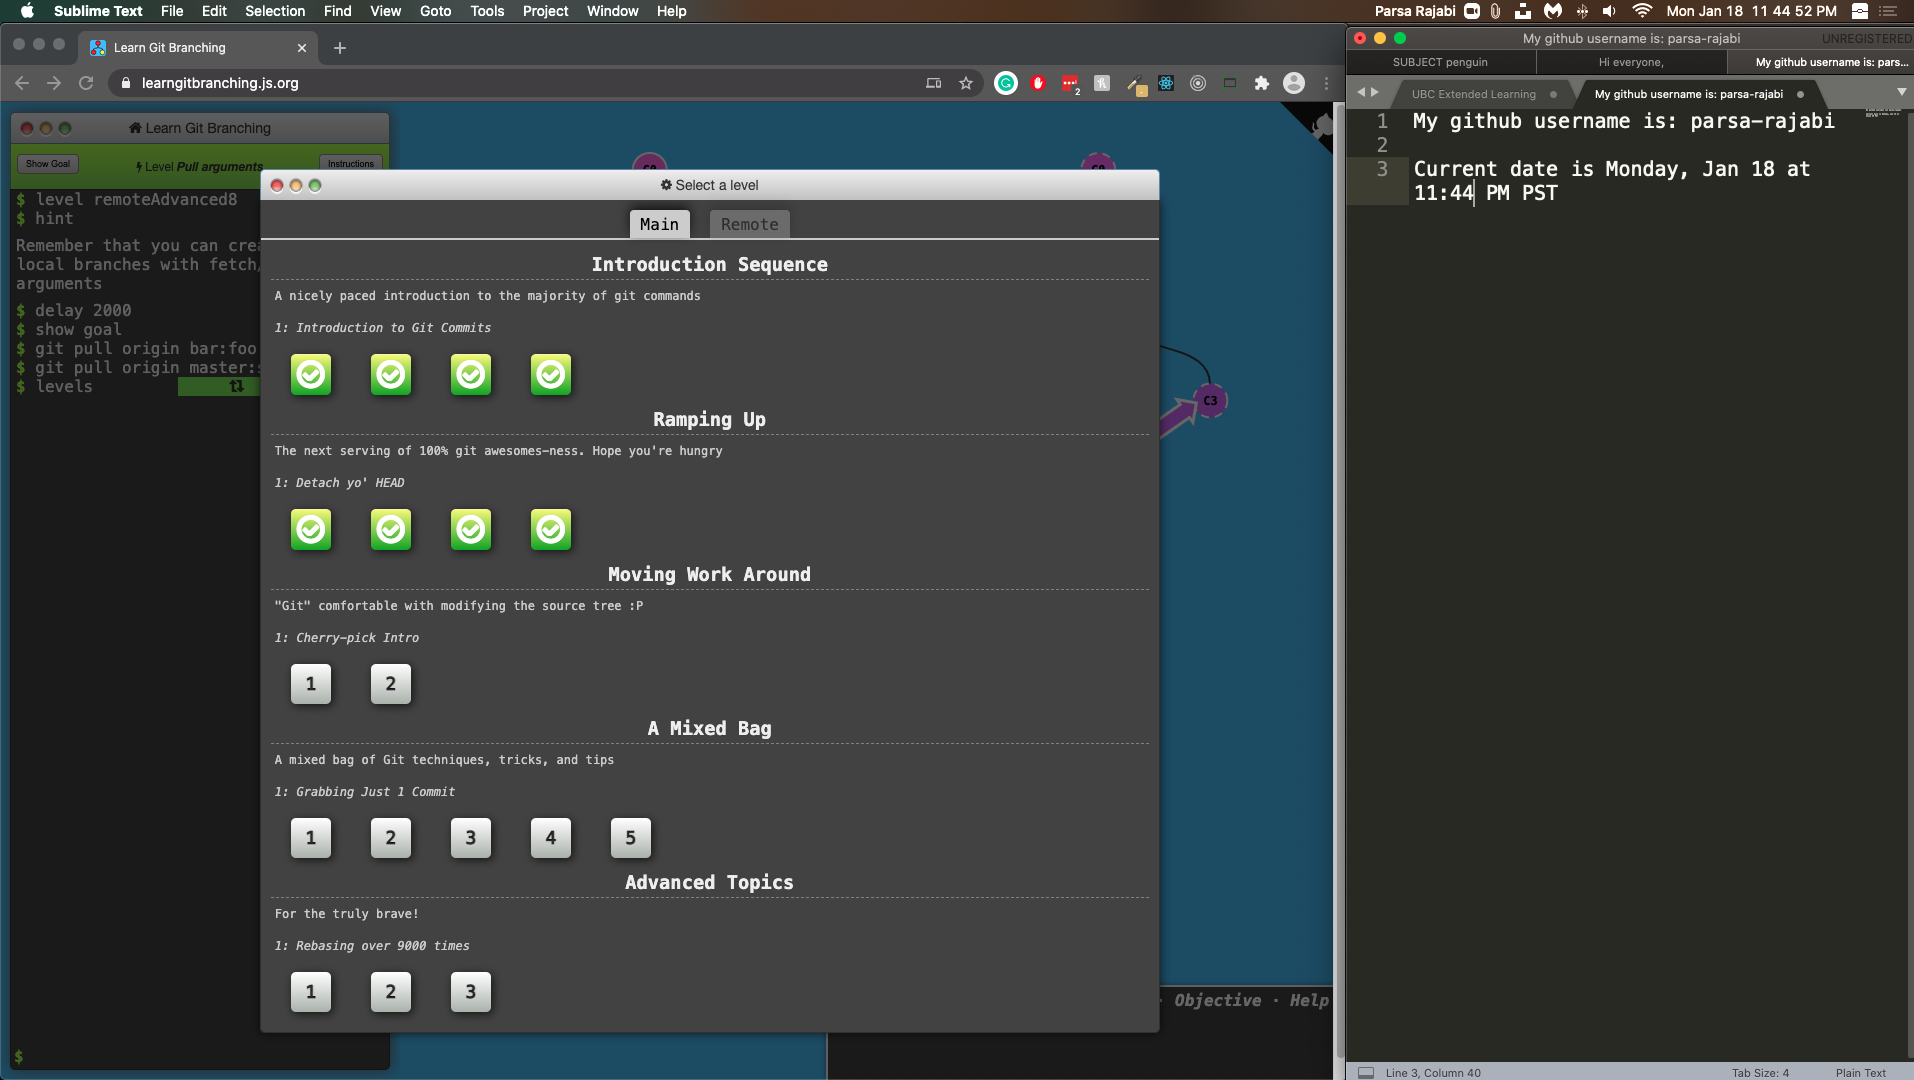 Sublime Text File Edit Selection Find View Goto Tools Project Window Help
Parsa Rajabi Mon Jan 18 11 44 52 PM
Learn Git Branching
learngitbranching.js.org
2
Learn Git Branching
Show Goal
Level Pull arguments
Instructions
$ level remoteAdvanced8
$ hint
Remember that you can
local branches with fetch/
arguments
$ delay 2000
$ show goal
$ git pull origin bar:foo
$ git pull origin master:
$ levels
$
Select a level
Main Remote
Introduction Sequence
A nicely paced introduction to the majority of git commands
1: Introduction to Git Commits
Ramping Up
The next serving of 100% git awesomes-ness. Hope you're hungry
1: Detach yo' HEAD
Moving Work Around
"Git" comfortable with modifying the source tree :P
1: Cherry-pick Intro
1 2
A Mixed Bag
A mixed bag of Git techniques, tricks, and tips
1: Grabbing Just 1 Commit
1 2 3 4 5
Advanced Topics
For the truly brave!
1: Rebasing over 9000 times
1 2 3
C3
· Objective · Help
My github username is: parsa-rajabi
UNREGISTERED
SUBJECT penguin
Hi everyone,
My github username is: pars...
UBC Extended Learning
My github username is: parsa-rajabi
1 My github username is: parsa-rajabi
2
3 Current date is Monday, Jan 18 at
11:44 PM PST
Line 3, Column 40
Tab Size: 4
Plain Text